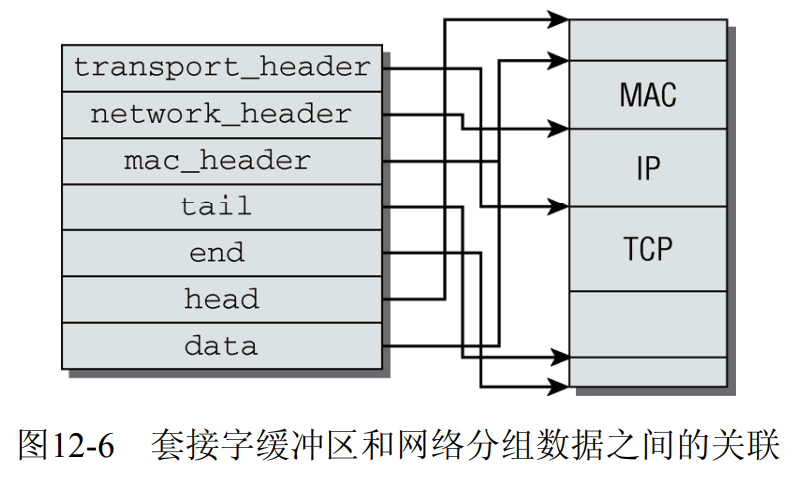 transport_header
network_header
mac_header
tail
end
head
data
MAC
IP
TCP
图12-6 套接字缓冲区和网络分组数据之间的关联